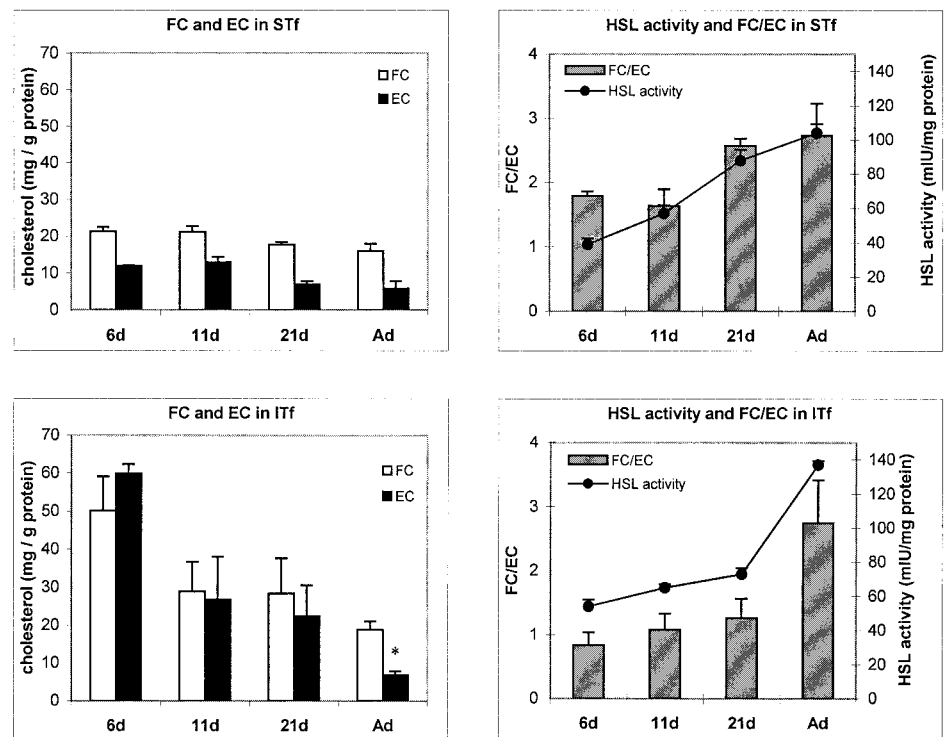 FC and EC in STf
cholesterol (mg / g protein)
70
60
50
40
30
20
10
0
FC
EC
6d 11d 21d Ad
HSL activity and FC/EC in STf
FC/EC
4
3
2
1
0
FC/EC
HSL activity
140
120
100
80
60
40
20
0
HSL activity (mIU/mg protein)
6d 11d 21d Ad
FC and EC in ITf
cholesterol (mg / g protein)
70
60
50
40
30
20
10
0
FC
EC
*
6d 11d 21d Ad
HSL activity and FC/EC in ITf
FC/EC
4
3
2
1
0
FC/EC
HSL activity
140
120
100
80
60
40
20
0
HSL activity (mIU/mg protein)
6d 11d 21d Ad